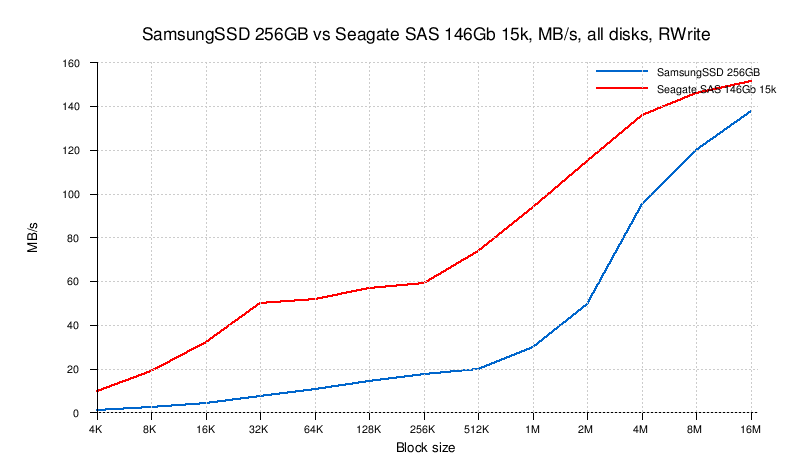 SamsungSSD 256GB vs Seagate SAS 146Gb 15k, MB/s, all disks, RWrite
SamsungSSD 256GB
Seagate SAS 146Gb 15k
160
140
120
100
80
60
40
20
0
MB/s
4K 8K 16K 32K 64K 128K 256K 512K 1M 2M 4M 8M 16M
Block size